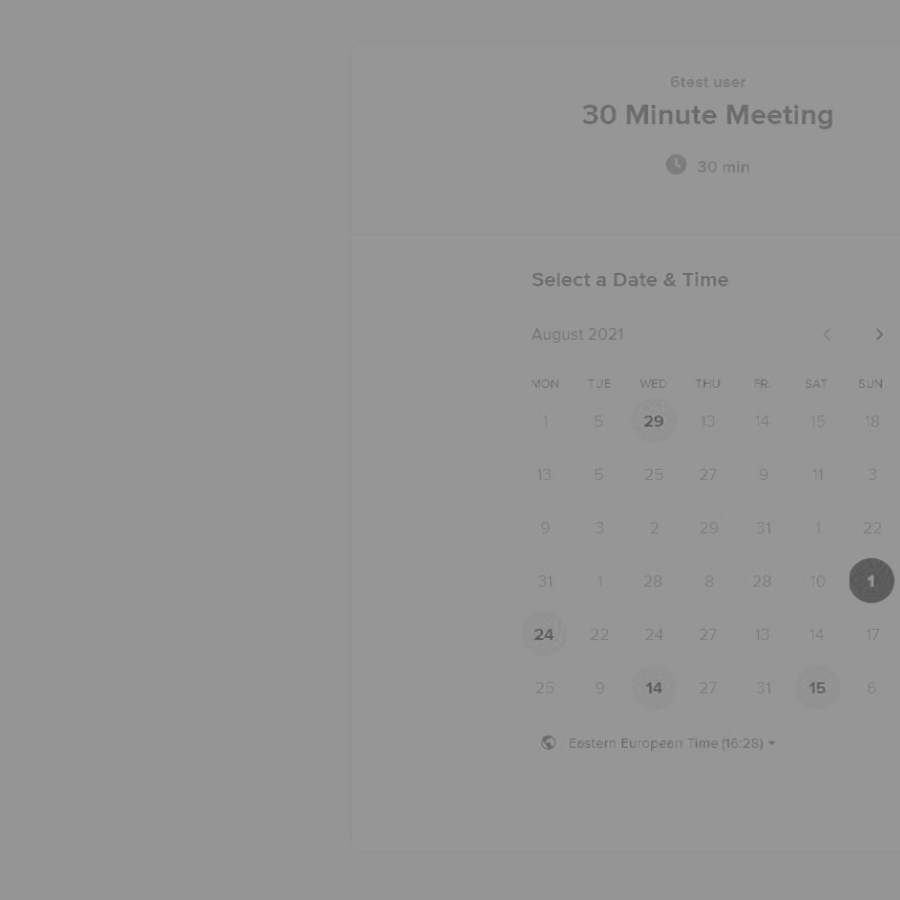 6test user
30 Minute Meeting
30 min
Select a Date & Time
August 2021
MON TUE WED THU FRI SAT SUN
1 5 29 13 14 15 18
13 5 25 27 9 11 3
9 3 2 29 31 1 22
31 1 28 8 28 10 1
24 22 24 27 13 14 17
25 9 14 27 31 15 6
Eastern European Time (16:28)